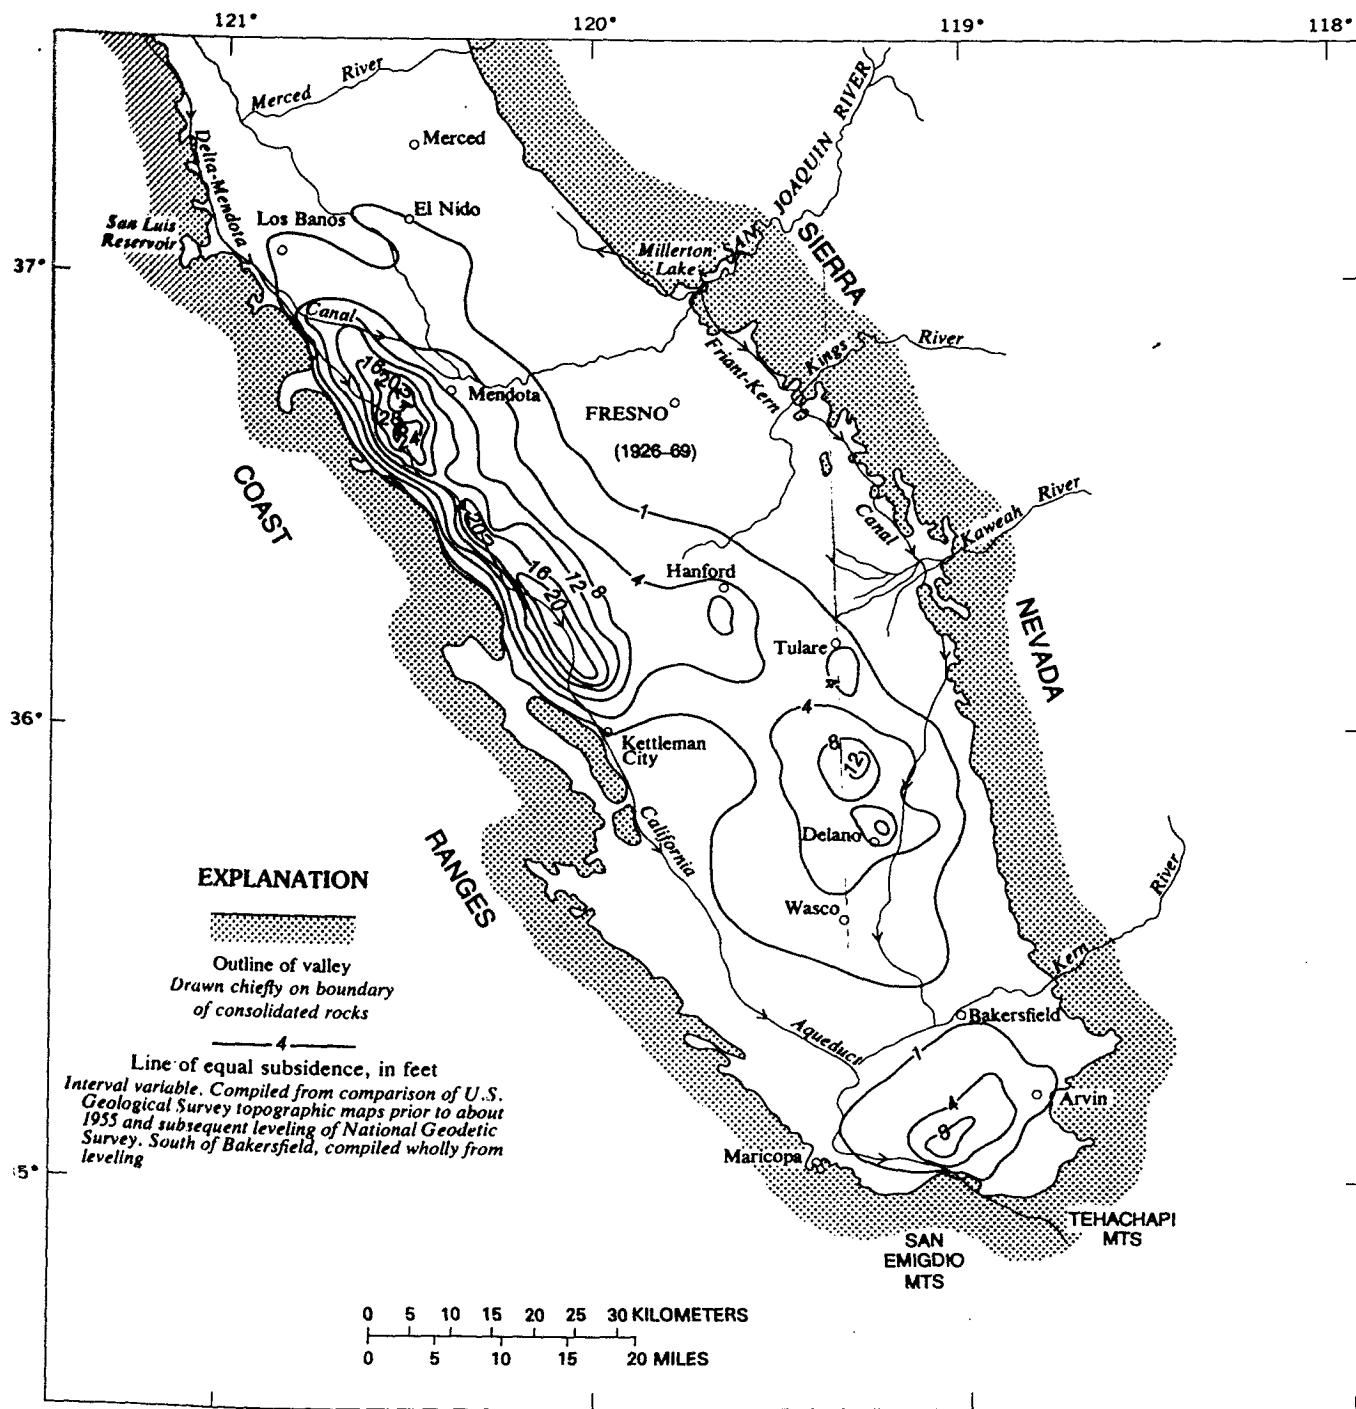 121°
120°
119°
118°
Merced River
Merced
Delta-Mendota
JOAQUIN RIVER
SAN
El Nido
Los Banos
San Luis
Reservoir
Millerton
Lake
SIERRA
37°
Canal
River
Kings
Friant-Kern
16
20
Mendota
FRESNO
28
(1926–69)
COAST
1
River
Kaweah
Canal
20
16
12
8
20
4
Hanford
NEVADA
Tulare
4
36°
4
Kettleman
City
8
12
California
Delano
RANGES
EXPLANATION
River
Wasco
Outline of valley
Drawn chiefly on boundary
of consolidated rocks
Kern
Bakersfield
4
Aqueduct
1
Line of equal subsidence, in feet
Interval variable. Compiled from comparison of U.S.
Geological Survey topographic maps prior to about
1955 and subsequent leveling of National Geodetic
Survey. South of Bakersfield, compiled wholly from
leveling
4
Arvin
8
Maricopa
5°
TEHACHAPI
MTS
SAN
EMIGDIO
MTS
0 5 10 15 20 25 30 KILOMETERS
0 5 10 15 20 MILES